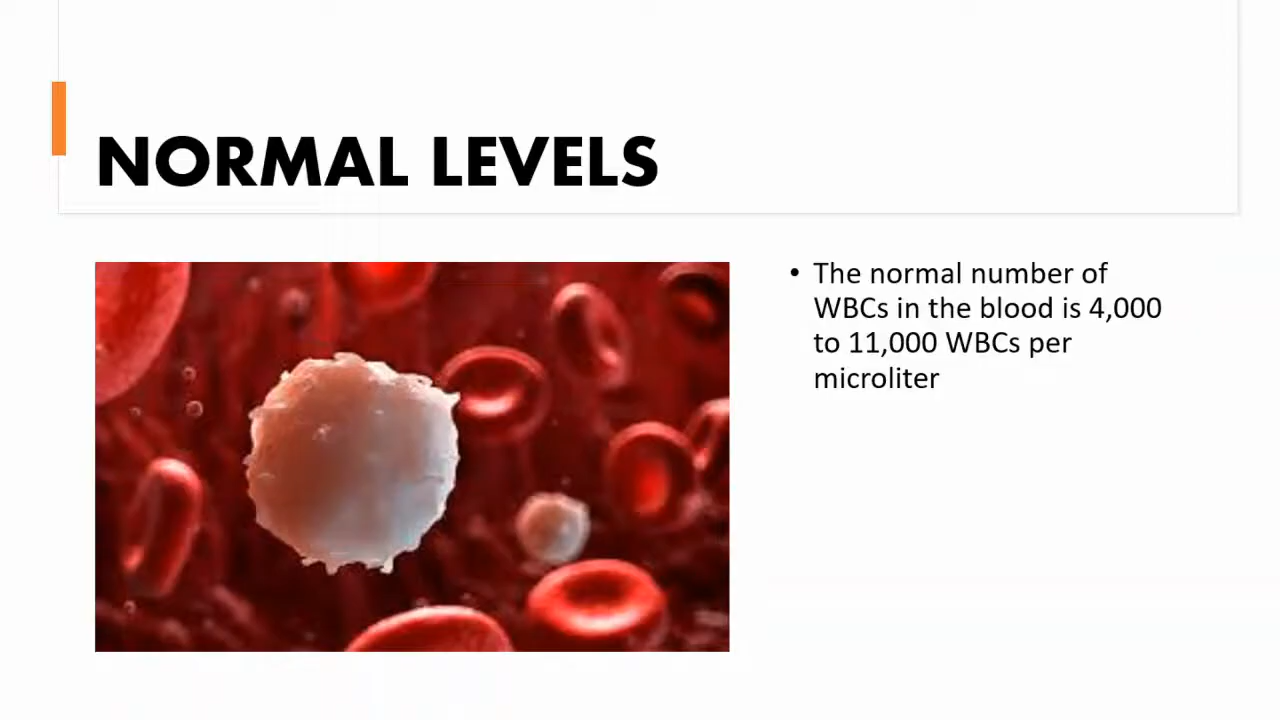 NORMAL LEVELS
• The normal number of
WBCs in the blood is 4,000
to 11,000 WBCs per
microliter